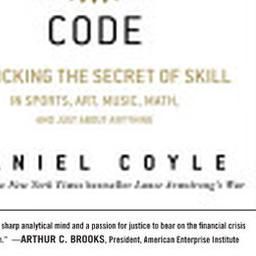 CODE
CKING THE SECRET OF SKILL
IN SPORTS, ART, MUSIC, MATH,
AND JUST ABOUT ANYTHING
NIEL COYLE
New York Times bestseller Lance Armstrong's War
sharp analytical mind and a passion for justice to bear on the financial crisis
—ARTHUR C. BROOKS, President, American Enterprise Institute